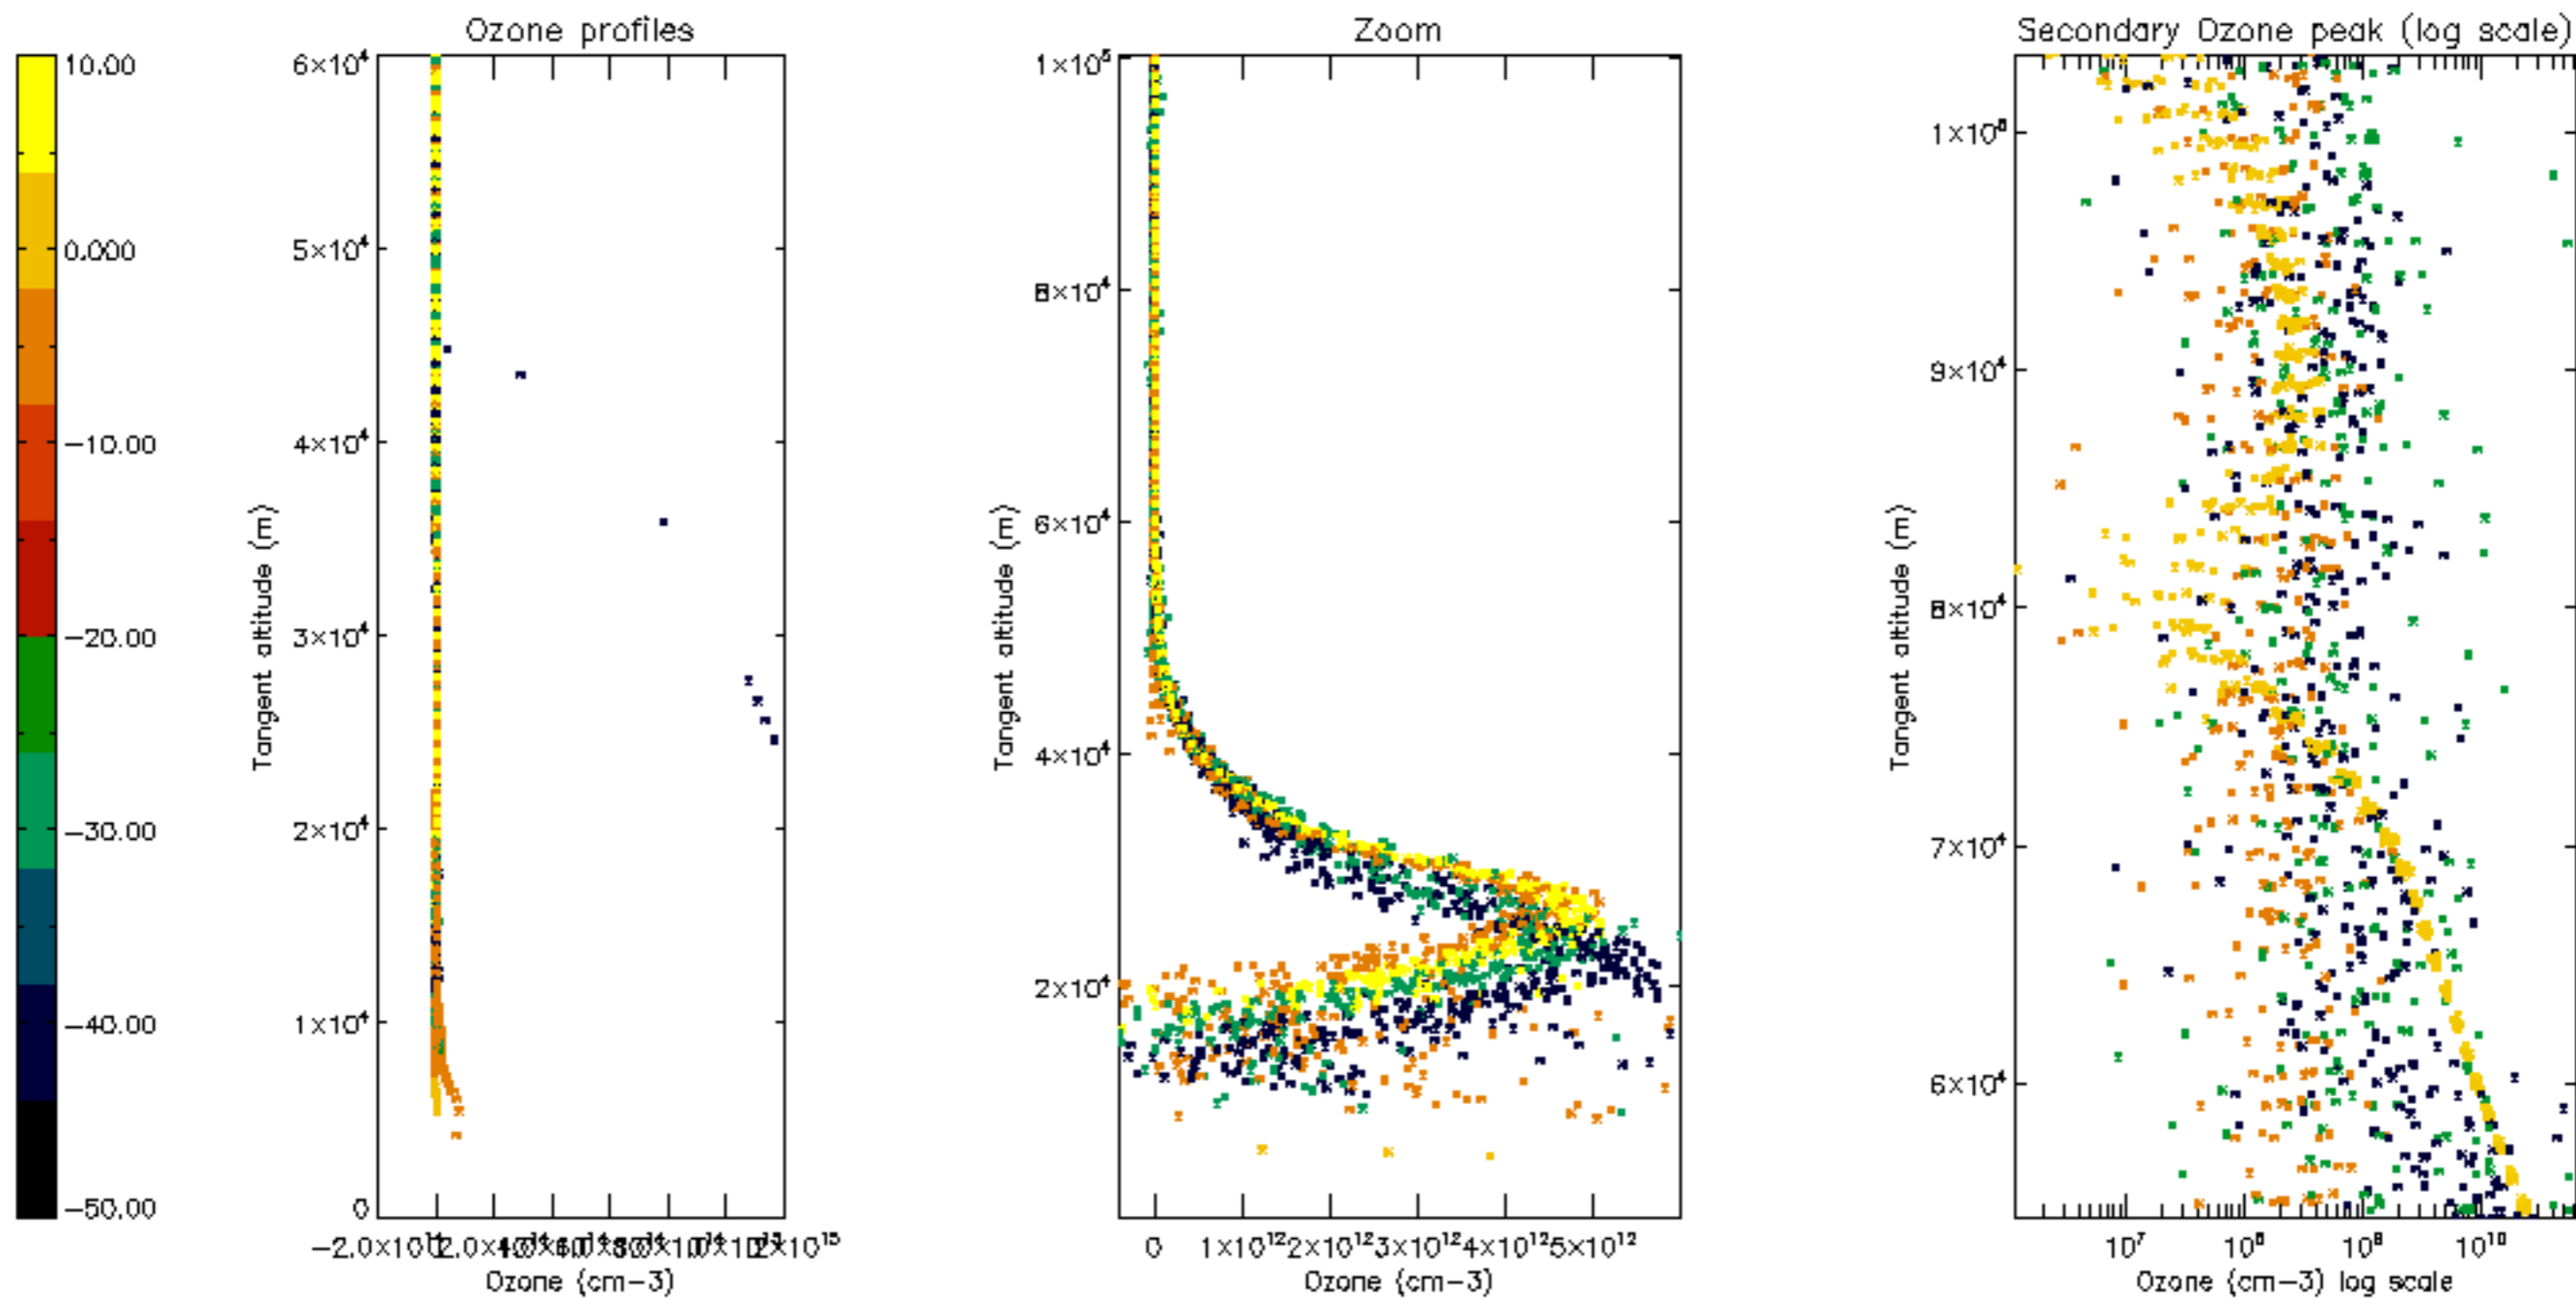 Ozone profiles
Zoom
Secondary Ozone peak (log scale)
10.00
0.000
−10.00
−20.00
−30.00
−40.00
−50.00
Tangent altitude (m)
6×10⁴
5×10⁴
4×10⁴
3×10⁴
2×10⁴
1×10⁴
0
Ozone (cm−3)
Tangent altitude (m)
1×10⁵
8×10⁴
6×10⁴
4×10⁴
2×10⁴
0 1×10¹² 2×10¹² 3×10¹² 4×10¹² 5×10¹²
Ozone (cm−3)
Tangent altitude (m)
9×10⁴
8×10⁴
7×10⁴
6×10⁴
10⁷ 10⁸ 10⁹ 10¹⁰
Ozone (cm−3) log scale